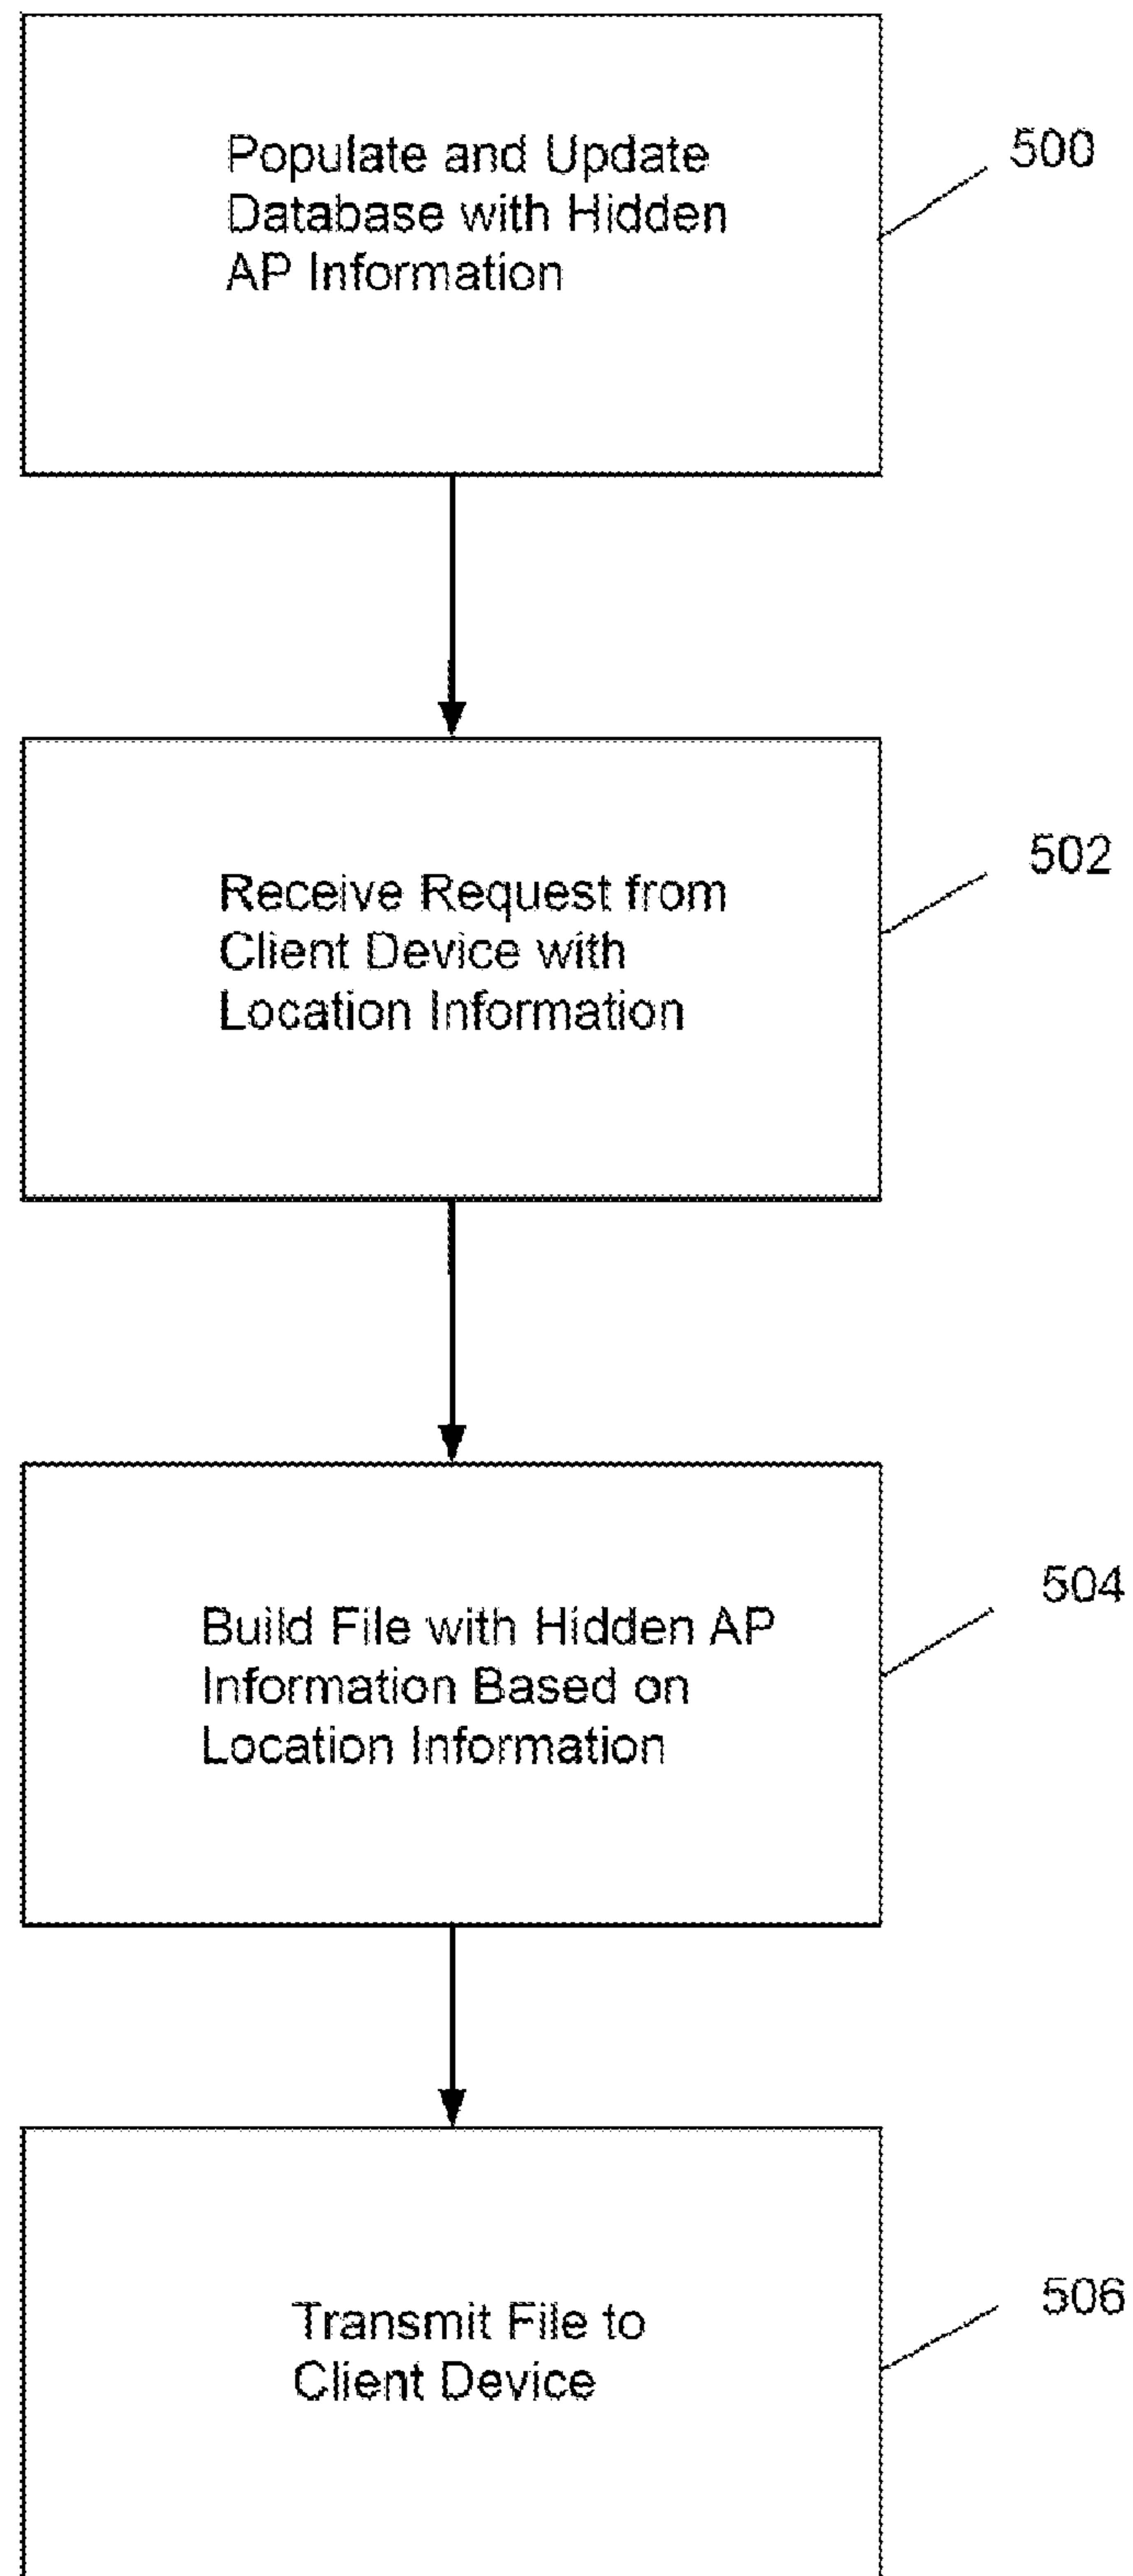 Populate and Update
Database with Hidden
AP Information
500
Receive Request from
Client Device with
Location Information
502
Build File with Hidden AP
Information Based on
Location Information
504
Transmit File to
Client Device
506